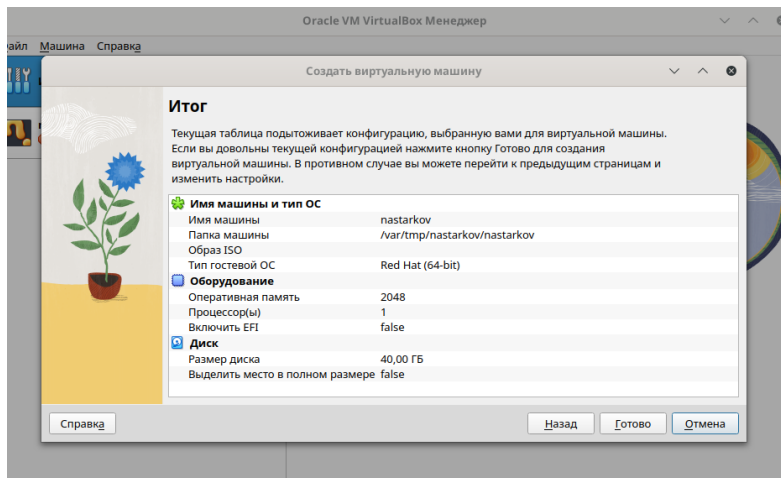 Oracle VM VirtualBox Менеджер
айл Машина Справка
Создать виртуальную машину
Итог
Текущая таблица подытоживает конфигурацию, выбранную вами для виртуальной машины.
Если вы довольны текущей конфигурацией нажмите кнопку Готово для создания
виртуальной машины. В противном случае вы можете перейти к предыдущим страницам и
изменить настройки.
Имя машины и тип ОС
Имя машины nastarkov
Папка машины /var/tmp/nastarkov/nastarkov
Образ ISO
Тип гостевой ОС Red Hat (64-bit)
Оборудование
Оперативная память 2048
Процессор(ы) 1
Включить EFI false
Диск
Размер диска 40,00 ГБ
Выделить место в полном размере false
Справка Назад Готово Отмена